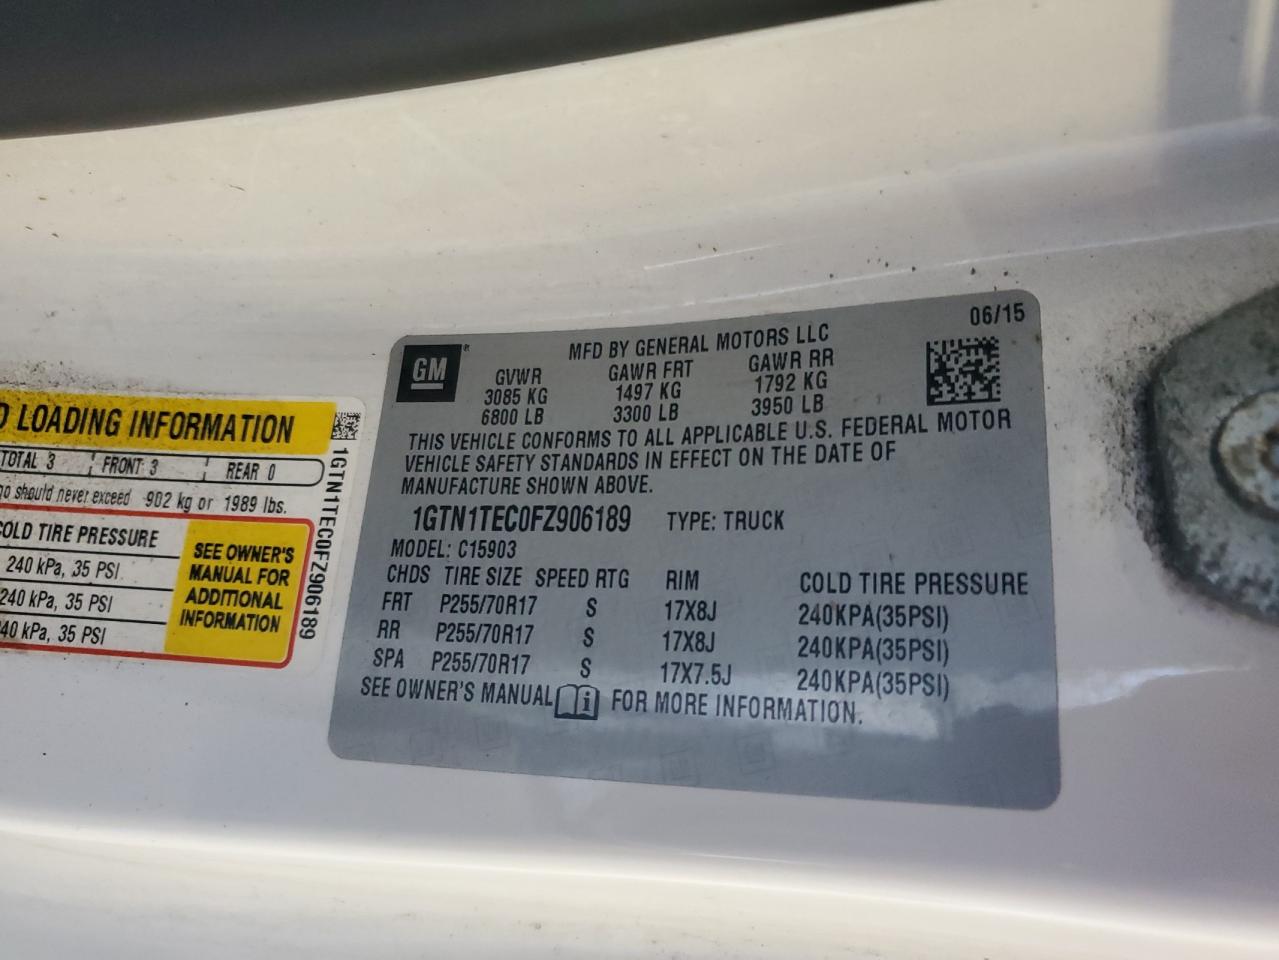 D LOADING INFORMATION
TOTAL 3 FRONT 3 REAR 0
go should never exceed 902 kg or 1989 lbs.
COLD TIRE PRESSURE
240 kPa, 35 PSI
240 kPa, 35 PSI
40 kPa, 35 PSI
SEE OWNER'S
MANUAL FOR
ADDITIONAL
INFORMATION
1GTN1TEC0FZ906189
GM ®
06/15
MFD BY GENERAL MOTORS LLC
GVWR GAWR FRT GAWR RR
3085 KG 1497 KG 1792 KG
6800 LB 3300 LB 3950 LB
THIS VEHICLE CONFORMS TO ALL APPLICABLE U.S. FEDERAL MOTOR
VEHICLE SAFETY STANDARDS IN EFFECT ON THE DATE OF
MANUFACTURE SHOWN ABOVE.
1GTN1TEC0FZ906189 TYPE: TRUCK
MODEL: C15903
CHDS TIRE SIZE SPEED RTG RIM COLD TIRE PRESSURE
FRT P255/70R17 S 17X8J 240KPA(35PSI)
RR P255/70R17 S 17X8J 240KPA(35PSI)
SPA P255/70R17 S 17X7.5J 240KPA(35PSI)
SEE OWNER'S MANUAL i FOR MORE INFORMATION.